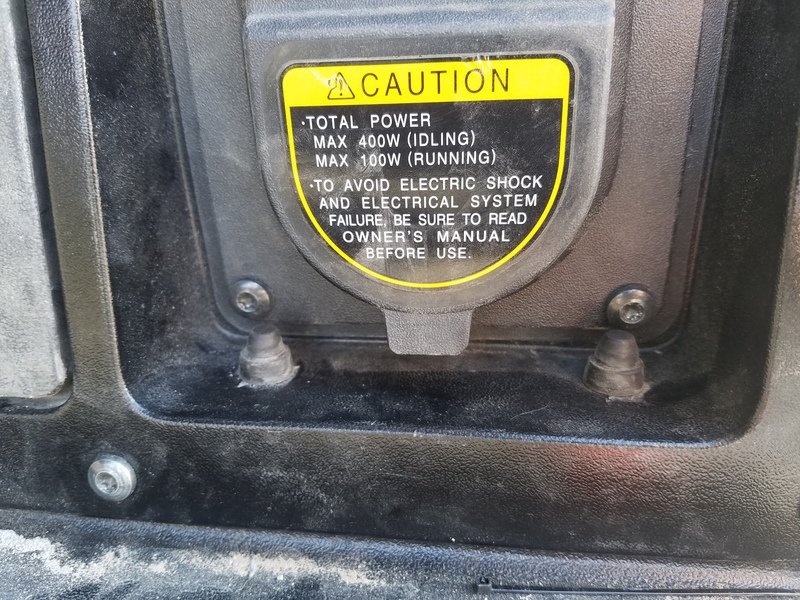 CAUTION
·TOTAL POWER
MAX 400W (IDLING)
MAX 100W (RUNNING)
·TO AVOID ELECTRIC SHOCK
AND ELECTRICAL SYSTEM
FAILURE, BE SURE TO READ
OWNER'S MANUAL
BEFORE USE.